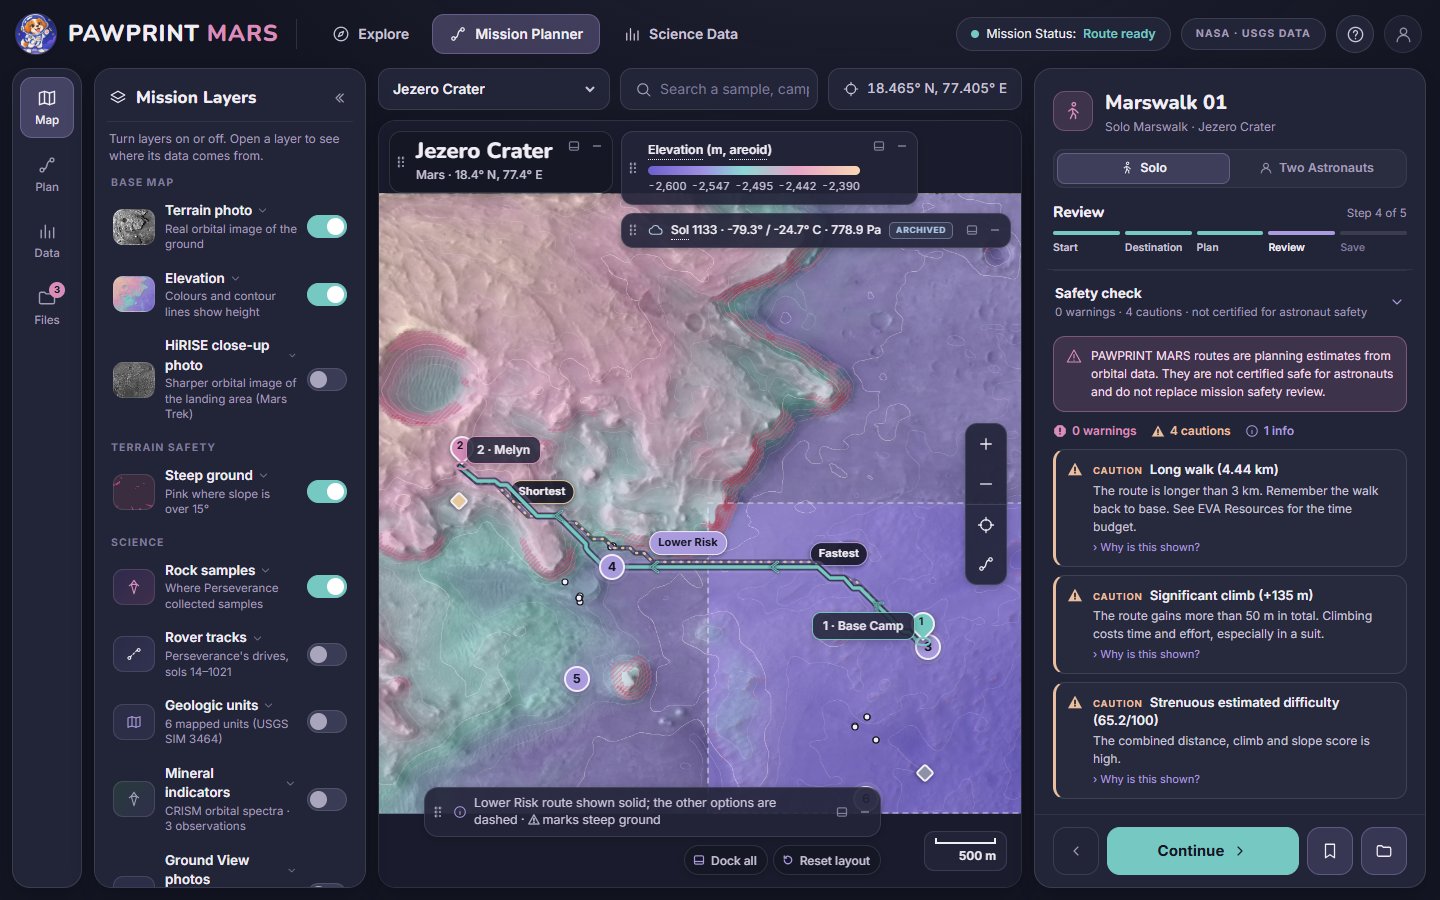 PAWPRINT MARS
Explore
Mission Planner
Science Data
Mission Status: Route ready
NASA · USGS DATA
Map
Plan
Data
3
Files
Mission Layers
Turn layers on or off. Open a layer to see
where its data comes from.
BASE MAP
Terrain photo
Real orbital image of the
ground
Elevation
Colours and contour
lines show height
HiRISE close-up
photo
Sharper orbital image of
the landing area (Mars
Trek)
TERRAIN SAFETY
Steep ground
Pink where slope is
over 15°
SCIENCE
Rock samples
Where Perseverance
collected samples
Rover tracks
Perseverance's drives,
sols 14–1021
Geologic units
6 mapped units (USGS
SIM 3464)
Mineral
indicators
CRISM orbital spectra ·
3 observations
Ground View
photos
Jezero Crater
Search a sample, camp
18.465° N, 77.405° E
Jezero Crater
Mars · 18.4° N, 77.4° E
Elevation (m, areoid)
-2,600 -2,547 -2,495 -2,442 -2,390
Sol 1133 · -79.3° / -24.7° C · 778.9 Pa ARCHIVED
2
2 · Melyn
Shortest
Lower Risk
Fastest
4
1 · Base Camp
1
3
5
6
Lower Risk route shown solid; the other options are
dashed · ⚠ marks steep ground
Dock all
Reset layout
500 m
Marswalk 01
Solo Marswalk · Jezero Crater
Solo
Two Astronauts
Review
Step 4 of 5
Start
Destination
Plan
Review
Save
Safety check
0 warnings · 4 cautions · not certified for astronaut safety
PAWPRINT MARS routes are planning estimates from
orbital data. They are not certified safe for astronauts
and do not replace mission safety review.
0 warnings
4 cautions
1 info
CAUTION Long walk (4.44 km)
The route is longer than 3 km. Remember the walk
back to base. See EVA Resources for the time
budget.
› Why is this shown?
CAUTION Significant climb (+135 m)
The route gains more than 50 m in total. Climbing
costs time and effort, especially in a suit.
› Why is this shown?
CAUTION Strenuous estimated difficulty
(65.2/100)
The combined distance, climb and slope score is
high.
› Why is this shown?
Continue